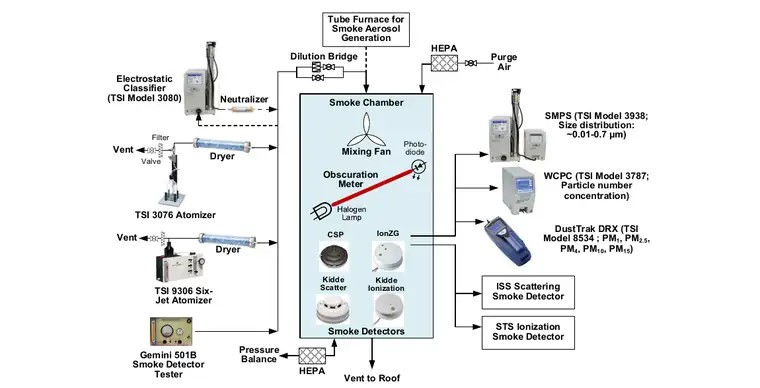 Tube Furnace for
Smoke Aerosol
Generation
Dilution Bridge
HEPA
Purge
Air
Electrostatic
Classifier
(TSI Model 3080)
Neutralizer
Smoke Chamber
Mixing Fan
Photo-
diode
Obscuration
Meter
Halogen
Lamp
SMPS (TSI Model 3938;
Size distribution:
~0.01-0.7 µm)
Filter
Vent
Valve
Dryer
TSI 3076 Atomizer
WCPC (TSI Model 3787;
Particle number
concentration)
Vent
Dryer
TSI 9306 Six-
Jet Atomizer
CSP
IonZG
Kidde
Scatter
Kidde
Ionization
Smoke Detectors
DustTrak DRX (TSI
Model 8534 ; PM1, PM2.5,
PM4, PM10, PM15)
ISS Scattering
Smoke Detector
STS Ionization
Smoke Detector
Gemini 501B
Smoke Detector
Tester
Pressure
Balance
HEPA
Vent to Roof